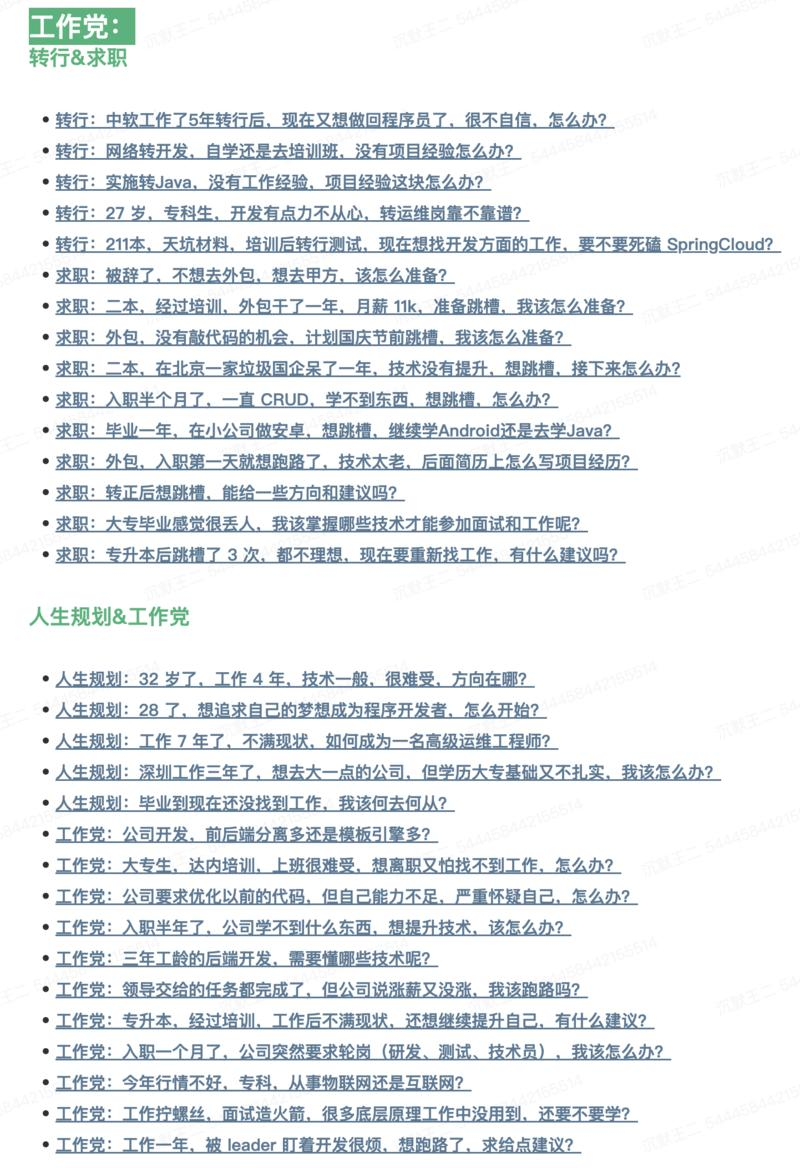 工作党：
转行&求职
转行：中软工作了5年转行后，现在又想做回程序员了，很不自信，怎么办？
转行：网络转开发，自学还是去培训班，没有项目经验怎么办？
转行：实施转Java，没有工作经验，项目经验这块怎么办？
转行：27 岁，专科生，开发有点力不从心，转运维岗靠不靠谱？
转行：211本，天坑材料，培训后转行测试，现在想找开发方面的工作，要不要死磕 SpringCloud？
求职：被辞了，不想去外包，想去甲方，该怎么准备？
求职：二本，经过培训，外包干了一年，月薪 11k，准备跳槽，我该怎么准备？
求职：外包，没有敲代码的机会，计划国庆节前跳槽，我该怎么准备？
求职：二本，在北京一家垃圾国企呆了一年，技术没有提升，想跳槽，接下来怎么办？
求职：入职半个月了，一直 CRUD，学不到东西，想跳槽，怎么办？
求职：毕业一年，在小公司做安卓，想跳槽，继续学Android还是去学Java？
求职：外包，入职第一天就想跑路了，技术太老，后面简历上怎么写项目经历？
求职：转正后想跳槽，能给一些方向和建议吗？
求职：大专毕业感觉很丢人，我该掌握哪些技术才能参加面试和工作呢？
求职：专升本后跳槽了 3 次，都不理想，现在要重新找工作，有什么建议吗？
人生规划&工作党
人生规划：32 岁了，工作 4 年，技术一般，很难受，方向在哪？
人生规划：28 了，想追求自己的梦想成为程序开发者，怎么开始？
人生规划：工作 7 年了，不满现状，如何成为一名高级运维工程师？
人生规划：深圳工作三年了，想去大一点的公司，但学历大专基础又不扎实，我该怎么办？
人生规划：毕业到现在还没找到工作，我该何去何从？
工作党：公司开发，前后端分离多还是模板引擎多？
工作党：大专生，达内培训，上班很难受，想离职又怕找不到工作，怎么办？
工作党：公司要求优化以前的代码，但自己能力不足，严重怀疑自己，怎么办？
工作党：入职半年了，公司学不到什么东西，想提升技术，该怎么办？
工作党：三年工龄的后端开发，需要懂哪些技术呢？
工作党：领导交给的任务都完成了，但公司说涨薪又没涨，我该跑路吗？
工作党：专升本，经过培训，工作后不满现状，还想继续提升自己，有什么建议？
工作党：入职一个月了，公司突然要求轮岗（研发、测试、技术员），我该怎么办？
工作党：今年行情不好，专科，从事物联网还是互联网？
工作党：工作拧螺丝，面试造火箭，很多底层原理工作中没用到，还要不要学？
工作党：工作一年，被 leader 盯着开发很烦，想跑路了，求给点建议？
沉默王二 5444584421 55514